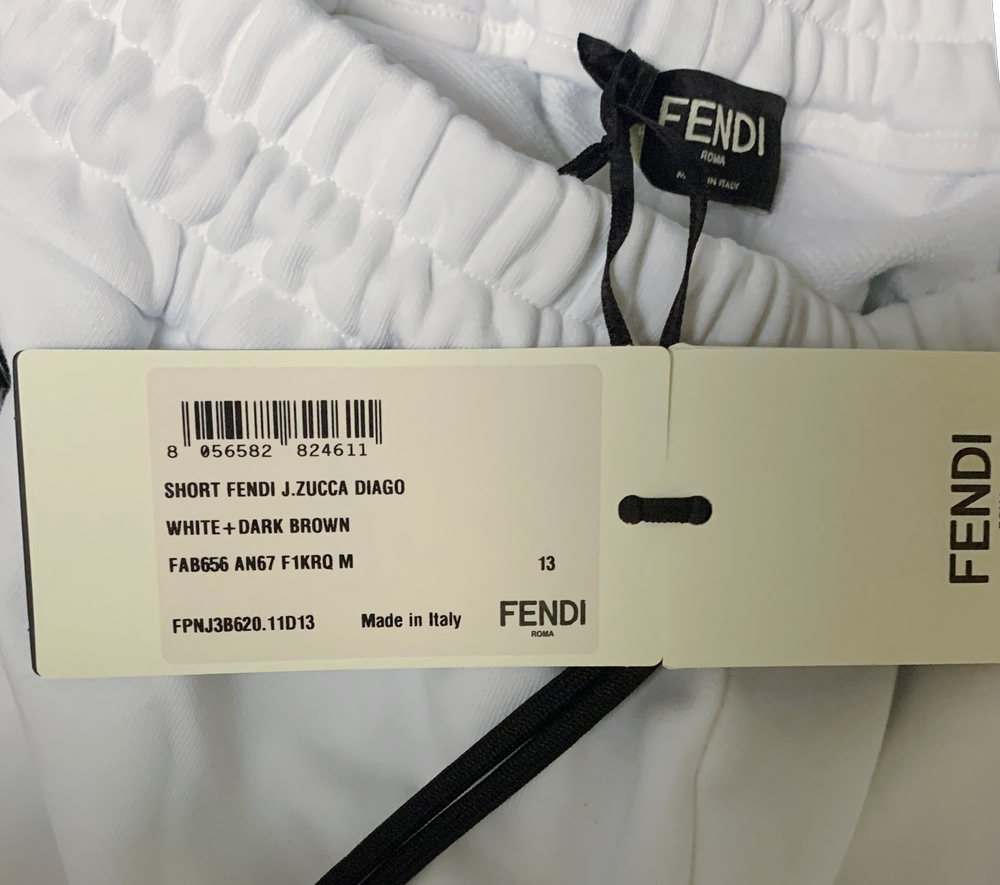 FENDI
ROMA
IN ITALY
8 056582 824611
SHORT FENDI J.ZUCCA DIAGO
WHITE+DARK BROWN
FAB656 AN67 F1KRQ M 13
FPNJ3B620.11D13 Made in Italy FENDI
ROMA
FENDI